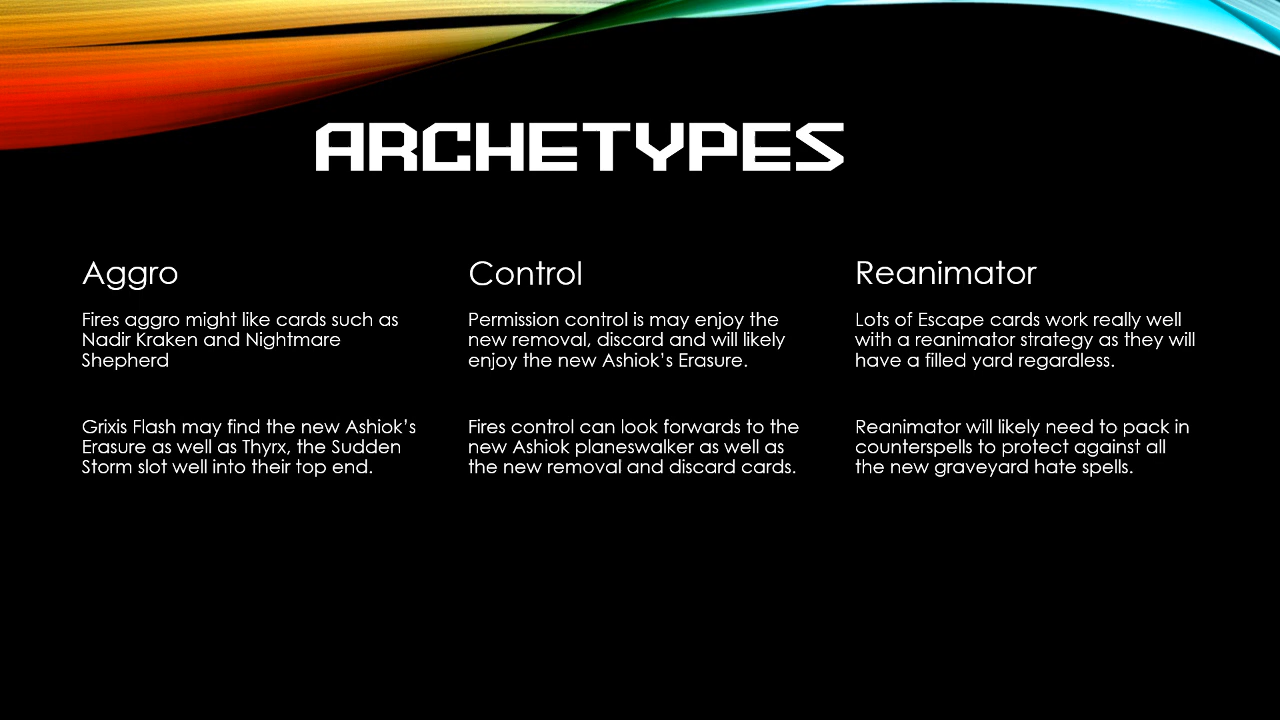 ARCHETYPES
Aggro
Fires aggro might like cards such as
Nadir Kraken and Nightmare
Shepherd
Grixis Flash may find the new Ashiok's
Erasure as well as Thyrx, the Sudden
Storm slot well into their top end.
Control
Permission control is may enjoy the
new removal, discard and will likely
enjoy the new Ashiok's Erasure.
Fires control can look forwards to the
new Ashiok planeswalker as well as
the new removal and discard cards.
Reanimator
Lots of Escape cards work really well
with a reanimator strategy as they will
have a filled yard regardless.
Reanimator will likely need to pack in
counterspells to protect against all
the new graveyard hate spells.